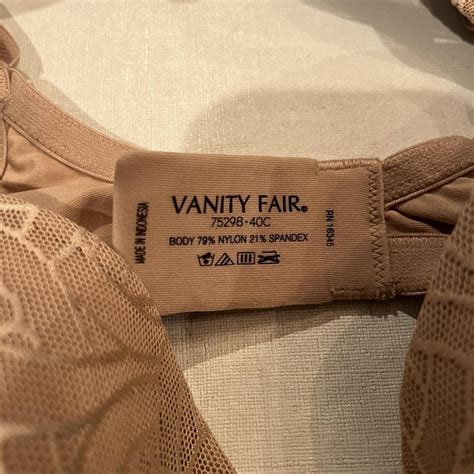 VANITY FAIR®
75298·40C
BODY 79% NYLON 21% SPANDEX
MADE IN INDONESIA
RN 16345